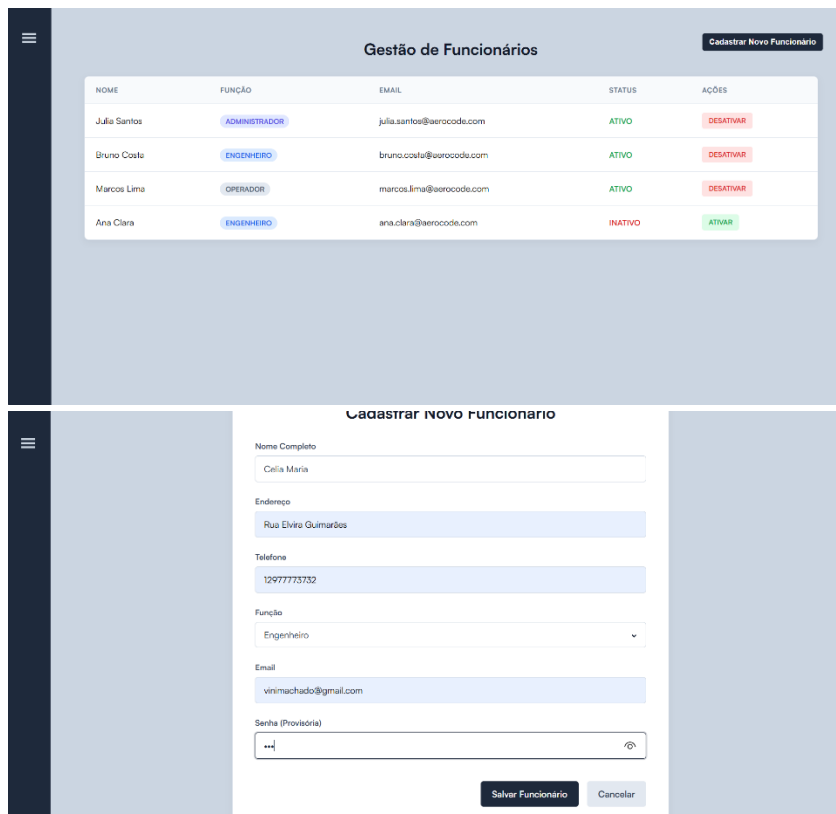 Cadastrar Novo Funcionário
Gestão de Funcionários
NOME FUNÇÃO EMAIL STATUS AÇÕES
Julia Santos ADMINISTRADOR julia.santos@aerocode.com ATIVO DESATIVAR
Bruno Costa ENGENHEIRO bruno.costa@aerocode.com ATIVO DESATIVAR
Marcos Lima OPERADOR marcos.lima@aerocode.com ATIVO DESATIVAR
Ana Clara ENGENHEIRO ana.clara@aerocode.com INATIVO ATIVAR
Cadastrar Novo Funcionário
Nome Completo
Celia Maria
Endereço
Rua Elvira Guimarães
Telefone
12977773732
Função
Engenheiro
Email
vinimachado@gmail.com
Senha (Provisória)
•••
Salvar Funcionário Cancelar